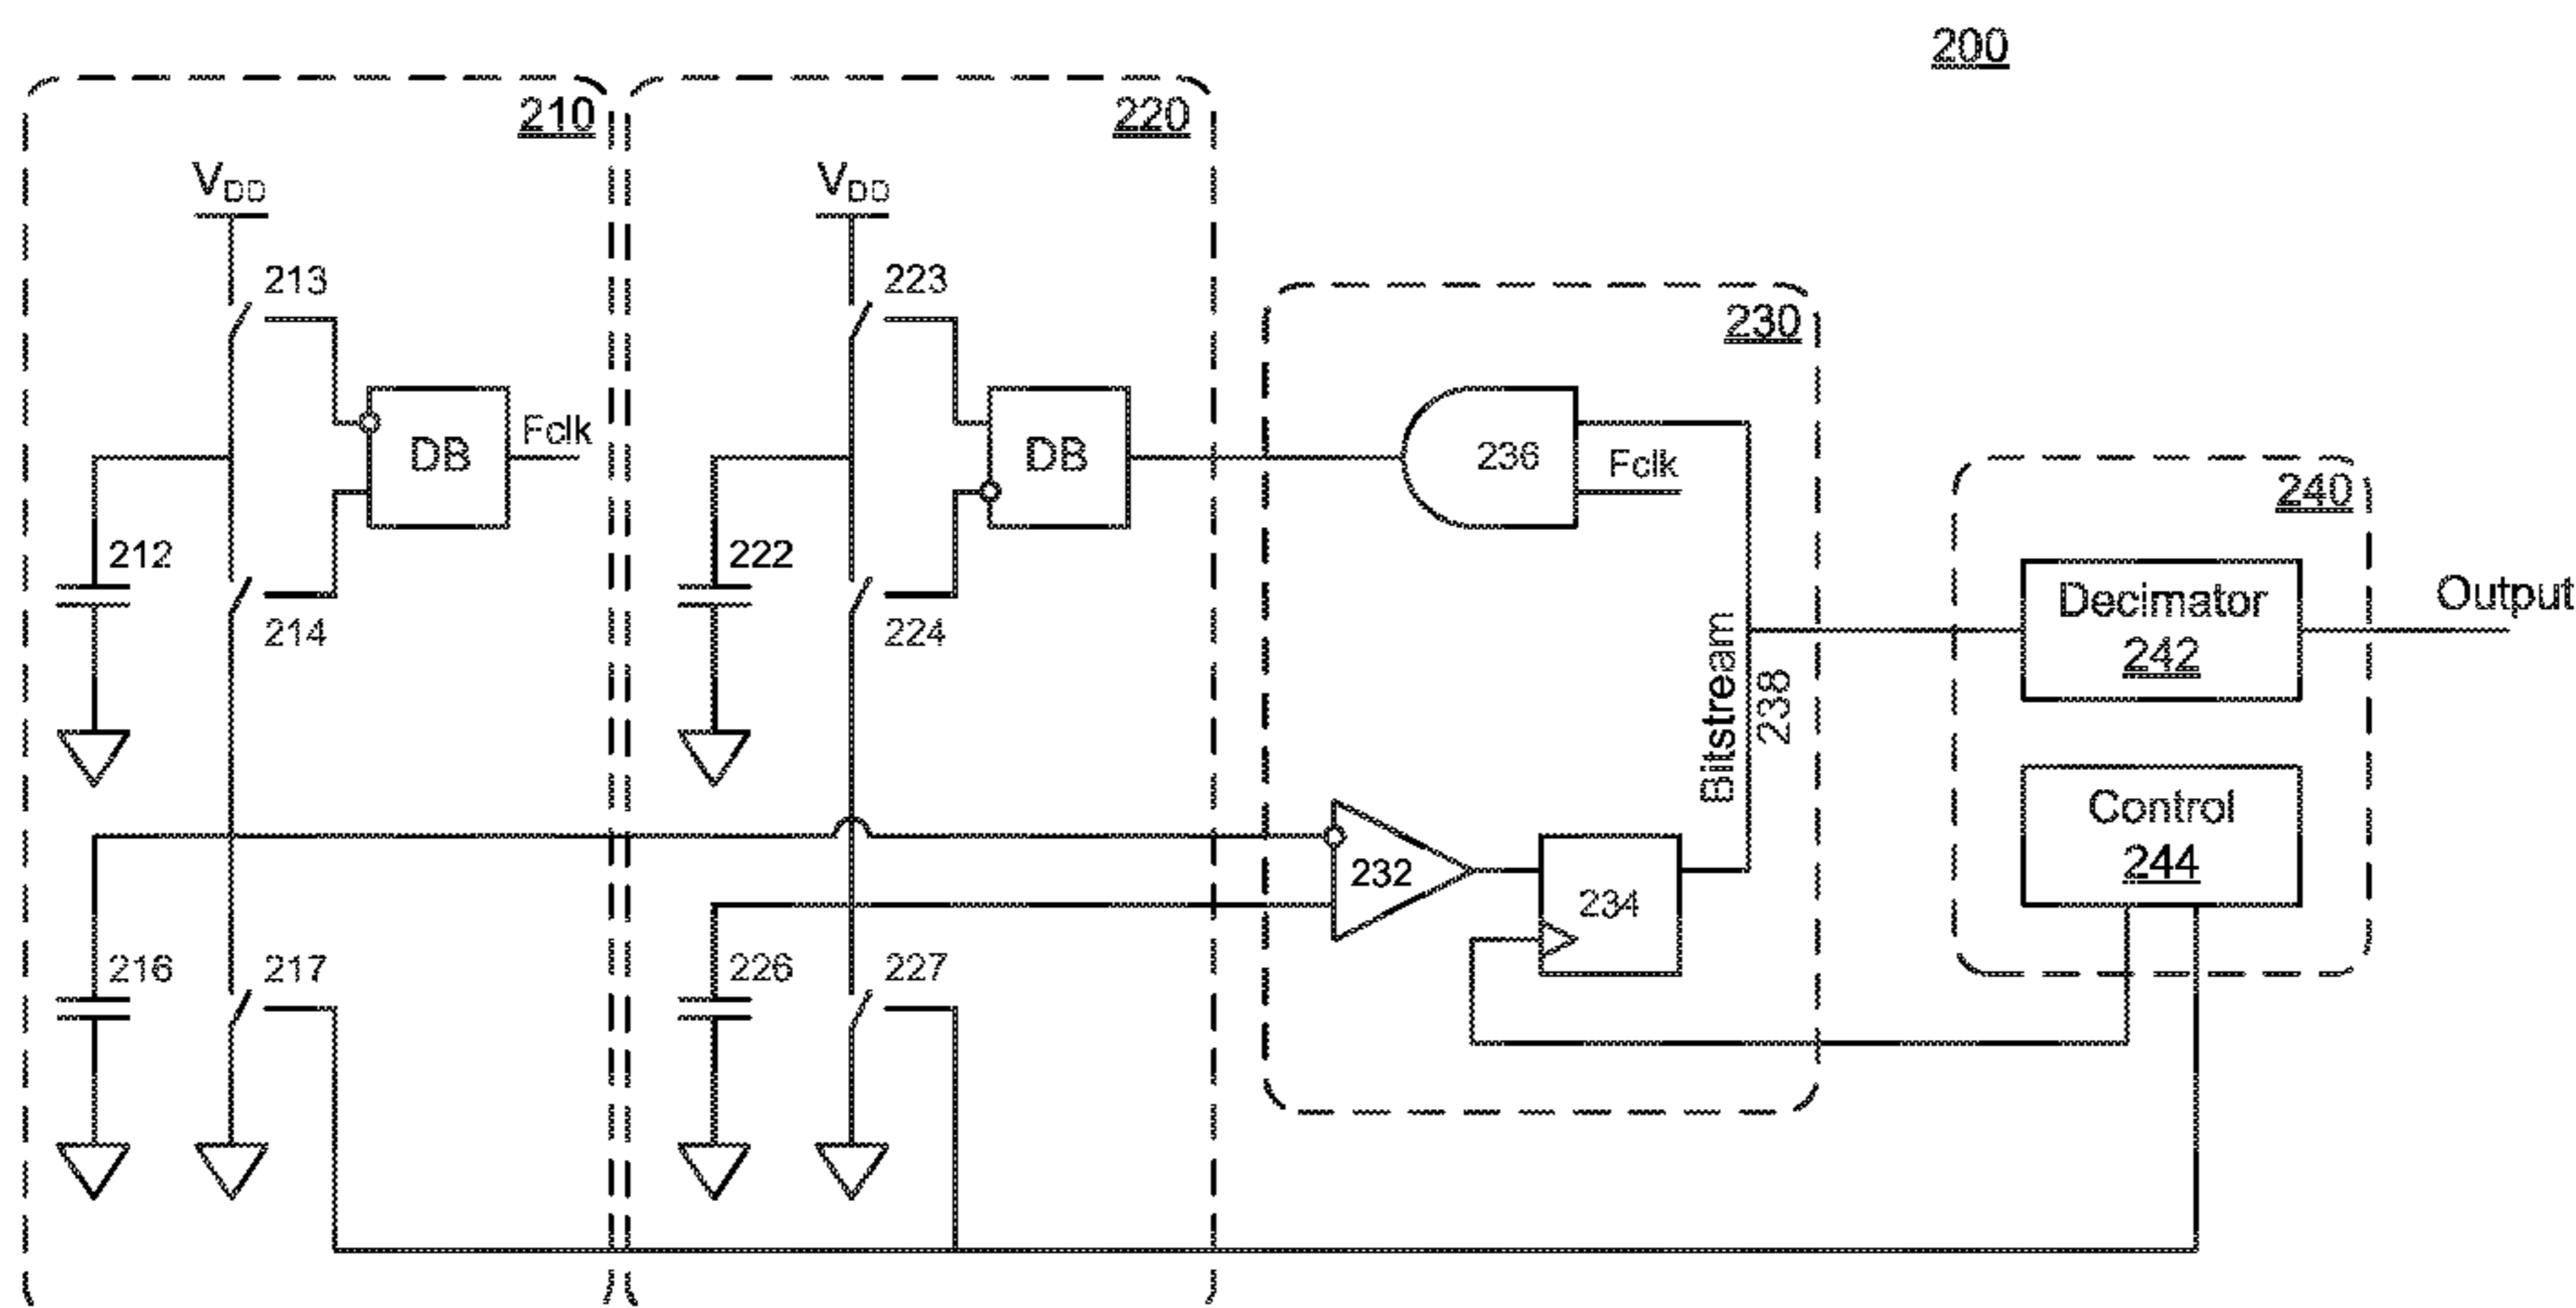 200
210
220
VDD
VDD
213
223
230
Fclk
DB
DB
236
Fclk
240
212
222
214
224
Decimator
242
Output
Bitstream
238
Control
244
232
234
216
217
226
227